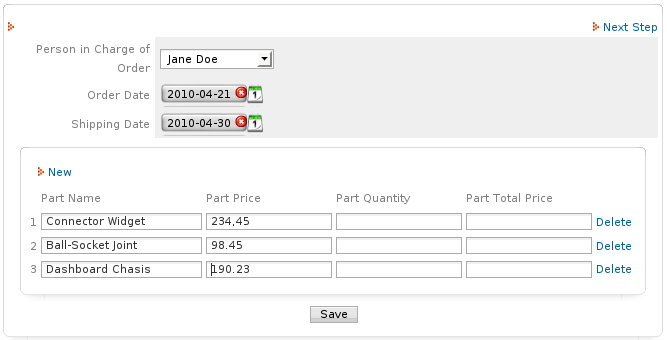 Next Step
Person in Charge of
Order
Jane Doe
Order Date
2010-04-21
1
Shipping Date
2010-04-30
1
New
Part Name Part Price Part Quantity Part Total Price
1 Connector Widget 234,45 Delete
2 Ball-Socket Joint 98.45 Delete
3 Dashboard Chasis 190.23 Delete
Save